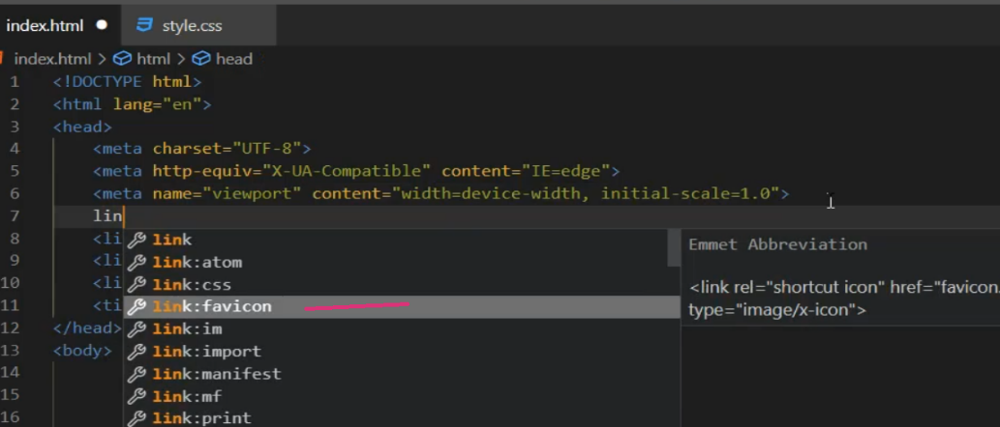 index.html
style.css
index.html > html > head
1 <!DOCTYPE html>
2 <html lang="en">
3 <head>
4 <meta charset="UTF-8">
5 <meta http-equiv="X-UA-Compatible" content="IE=edge">
6 <meta name="viewport" content="width=device-width, initial-scale=1.0">
7 lin
8 <li
9 <li
10 <li
11 <ti
12 </head>
13 <body>
14
15
16
link
link:atom
link:css
link:favicon
link:im
link:import
link:manifest
link:mf
link:print
Emmet Abbreviation
<link rel="shortcut icon" href="favicon.
type="image/x-icon">